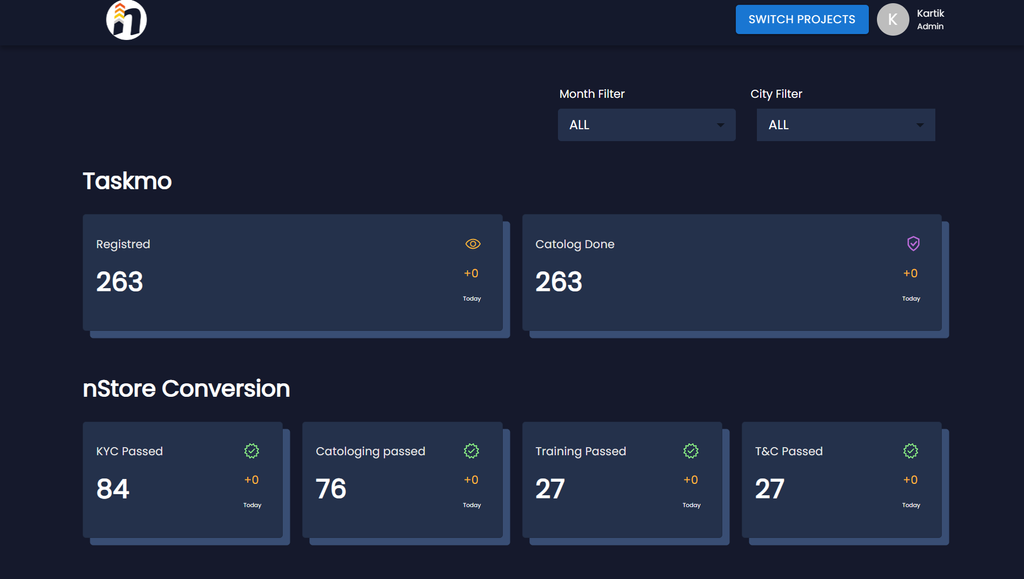 n
SWITCH PROJECTS
K
Kartik
Admin
Month Filter
City Filter
ALL
ALL
Taskmo
Registred
263
+0
Today
Catolog Done
263
+0
Today
nStore Conversion
KYC Passed
84
+0
Today
Catologing passed
76
+0
Today
Training Passed
27
+0
Today
T&C Passed
27
+0
Today